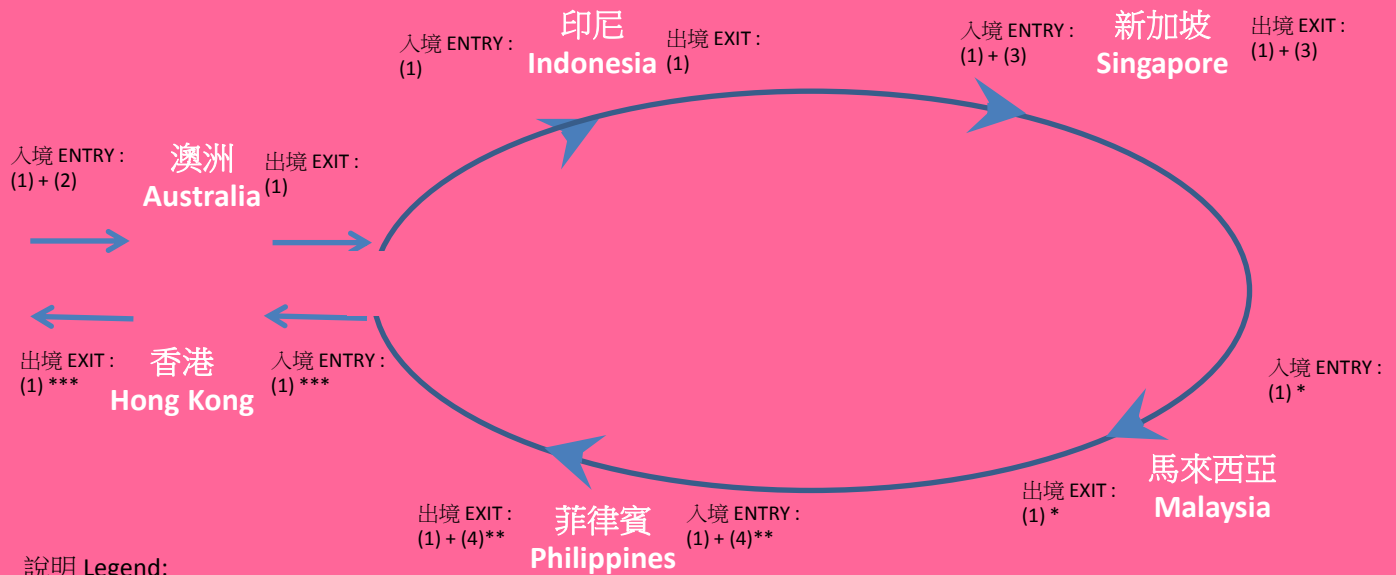 入境 ENTRY :
(1)
印尼
Indonesia
出境 EXIT :
(1)
入境 ENTRY :
(1) + (3)
新加坡
Singapore
出境 EXIT :
(1) + (3)
入境 ENTRY :
(1) + (2)
澳洲
Australia
出境 EXIT :
(1)
出境 EXIT :
(1) ***
香港
Hong Kong
入境 ENTRY :
(1) ***
入境 ENTRY :
(1) *
馬來西亞
Malaysia
出境 EXIT :
(1) *
出境 EXIT :
(1) + (4)**
菲律賓
Philippines
入境 ENTRY :
(1) + (4)**
說明 Legend: